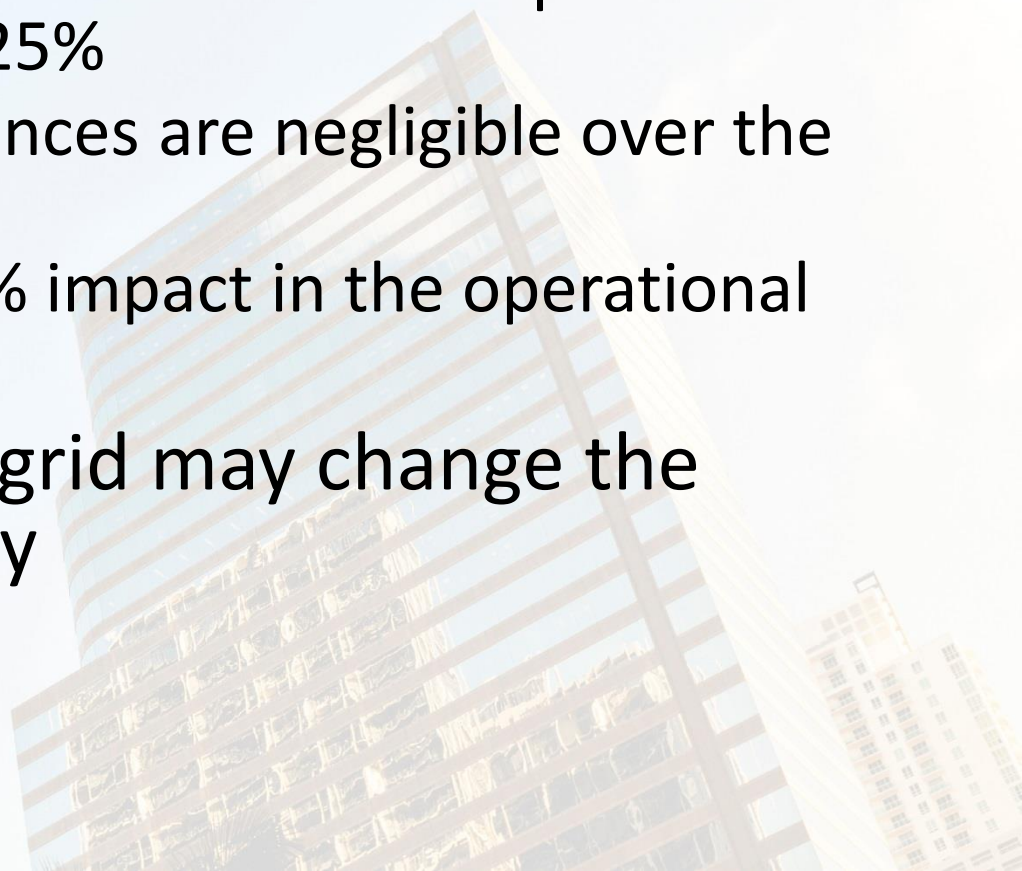 25%
nces are negligible over the
% impact in the operational
grid may change the
y